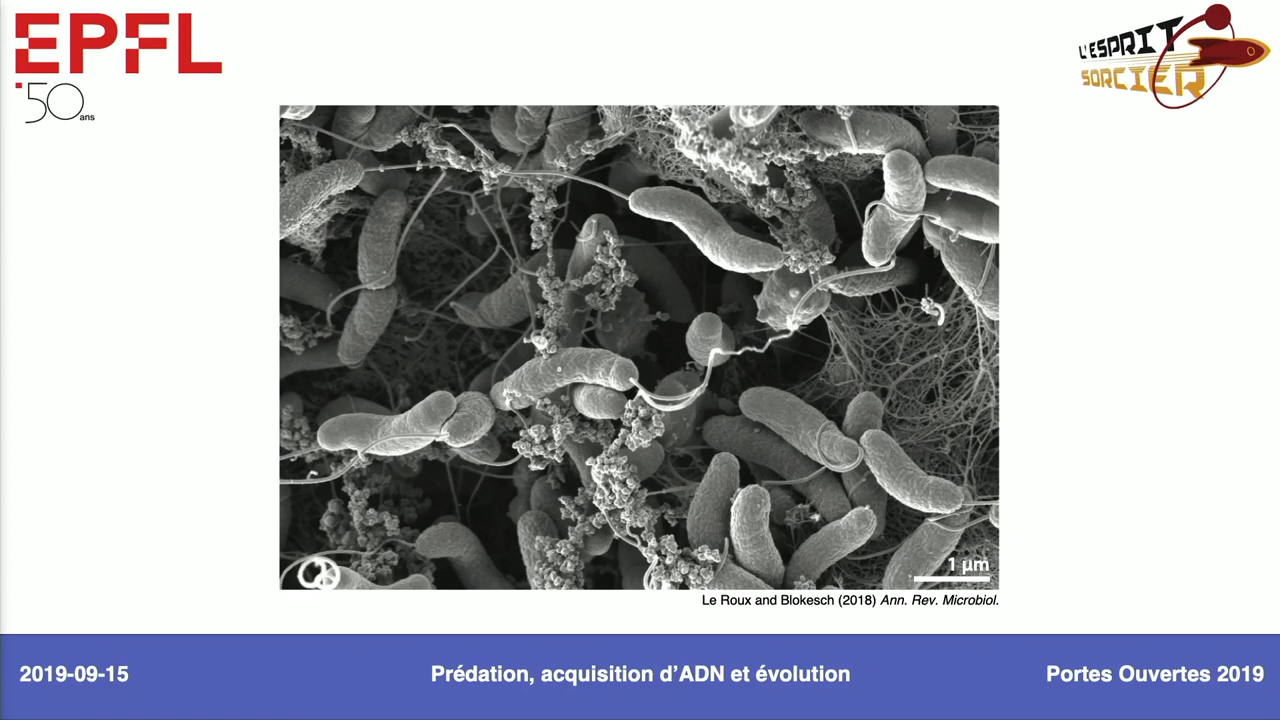 EPFL
50
ans
L'ESPRIT
SORCIER
1 µm
Le Roux and Blokesch (2018) Ann. Rev. Microbiol.
2019-09-15 Prédation, acquisition d’ADN et évolution Portes Ouvertes 2019